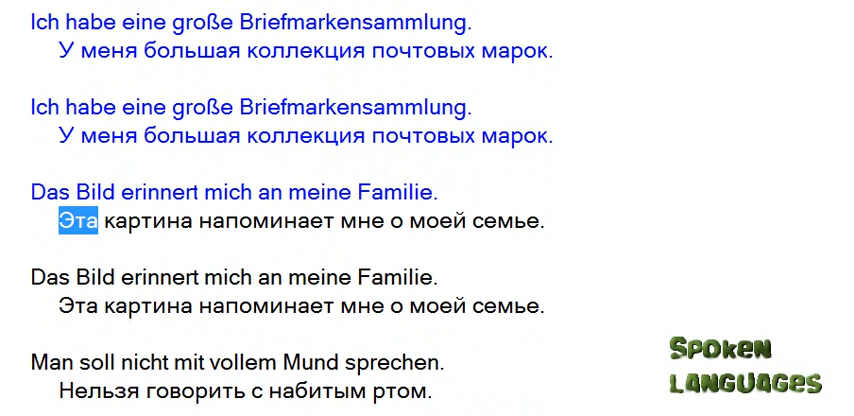 Ich habe eine große Briefmarkensammlung.
У меня большая коллекция почтовых марок.
Ich habe eine große Briefmarkensammlung.
У меня большая коллекция почтовых марок.
Das Bild erinnert mich an meine Familie.
Эта картина напоминает мне о моей семье.
Das Bild erinnert mich an meine Familie.
Эта картина напоминает мне о моей семье.
Man soll nicht mit vollem Mund sprechen.
Нельзя говорить с набитым ртом.
Spoken
Languages